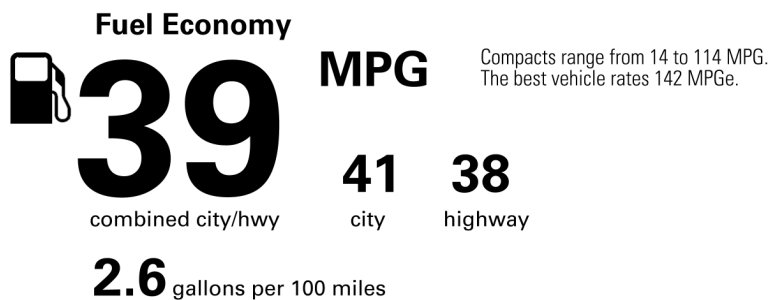 Fuel Economy
39 MPG
Compacts range from 14 to 114 MPG.
The best vehicle rates 142 MPGe.
combined city/hwy
41
city
38
highway
2.6 gallons per 100 miles